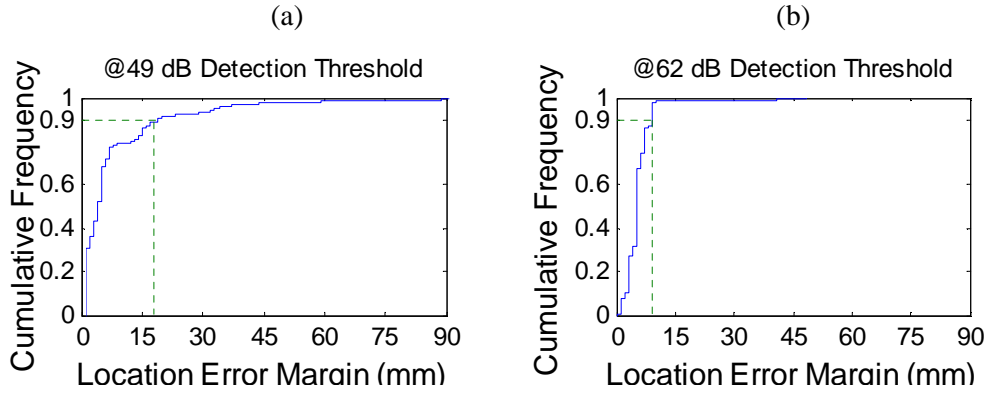 (a)
@49 dB Detection Threshold
Cumulative Frequency
1
0.9
0.6
0.4
0.2
0
0 15 30 45 60 75 90
Location Error Margin (mm)
(b)
@62 dB Detection Threshold
Cumulative Frequency
1
0.9
0.6
0.4
0.2
0
0 15 30 45 60 75 90
Location Error Margin (mm)